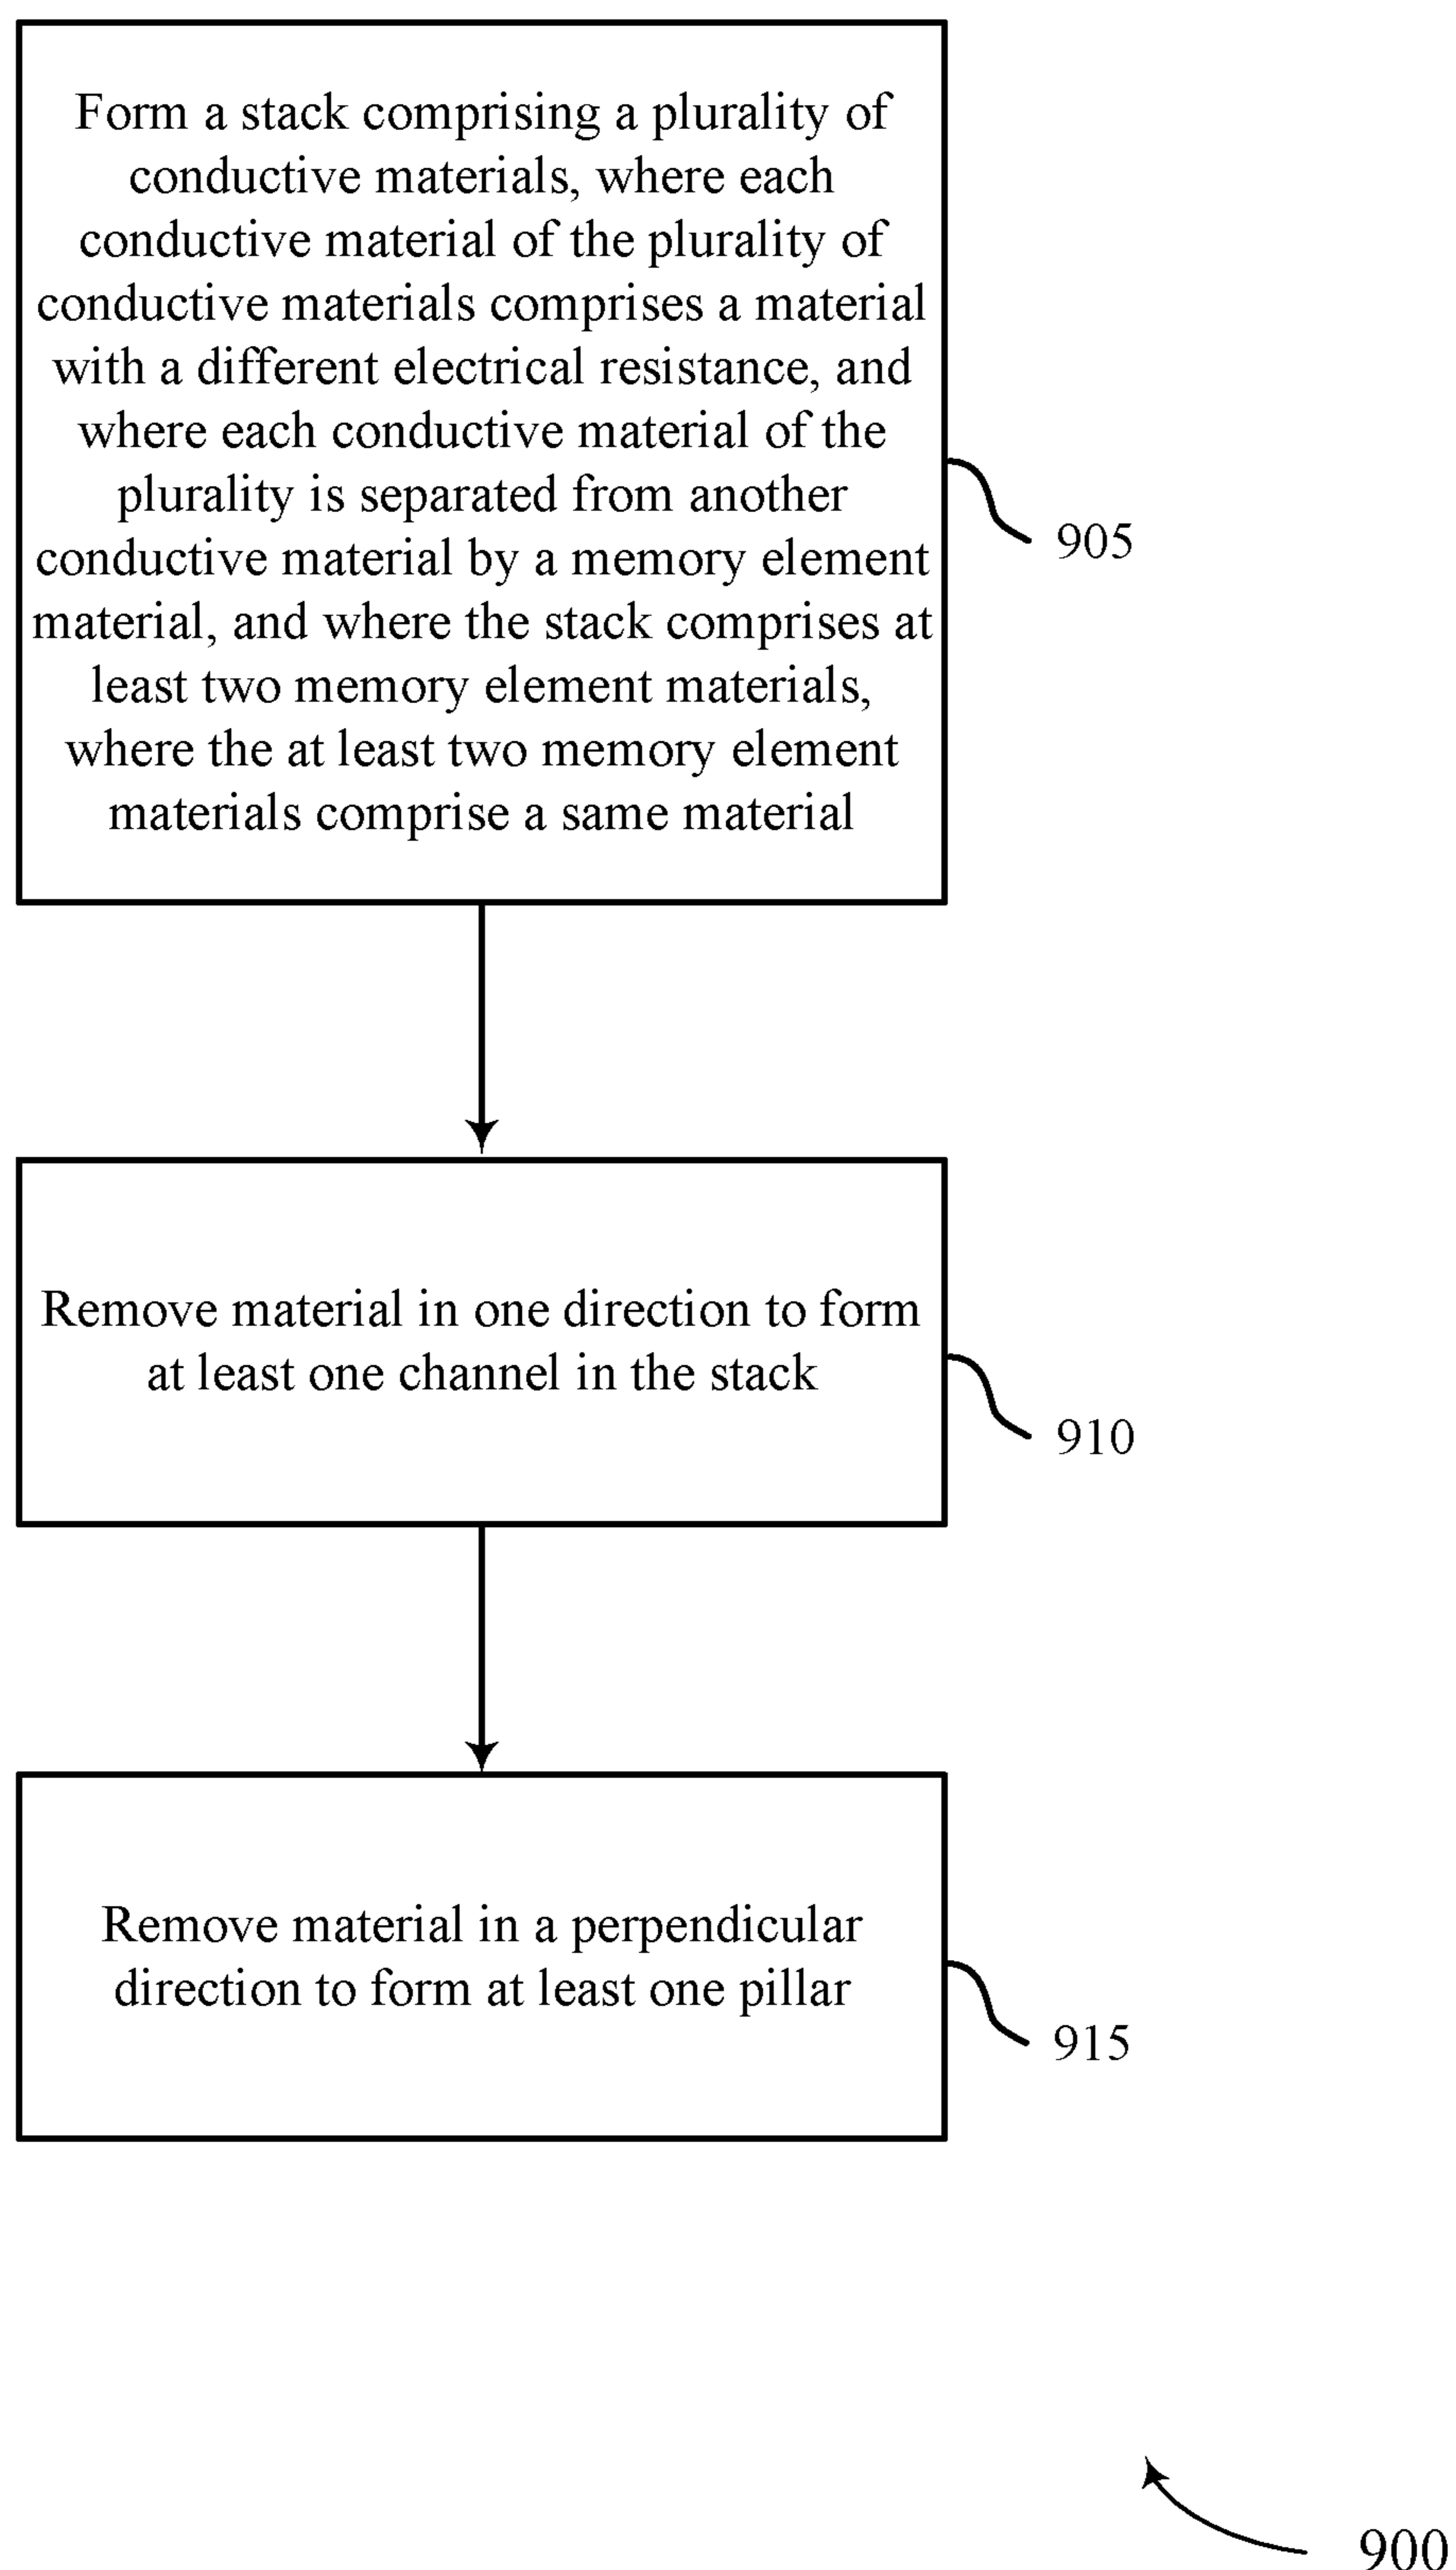 Form a stack comprising a plurality of
conductive materials, where each
conductive material of the plurality of
conductive materials comprises a material
with a different electrical resistance, and
where each conductive material of the
plurality is separated from another
conductive material by a memory element
material, and where the stack comprises at
least two memory element materials,
where the at least two memory element
materials comprise a same material
905
Remove material in one direction to form
at least one channel in the stack
910
Remove material in a perpendicular
direction to form at least one pillar
915
900